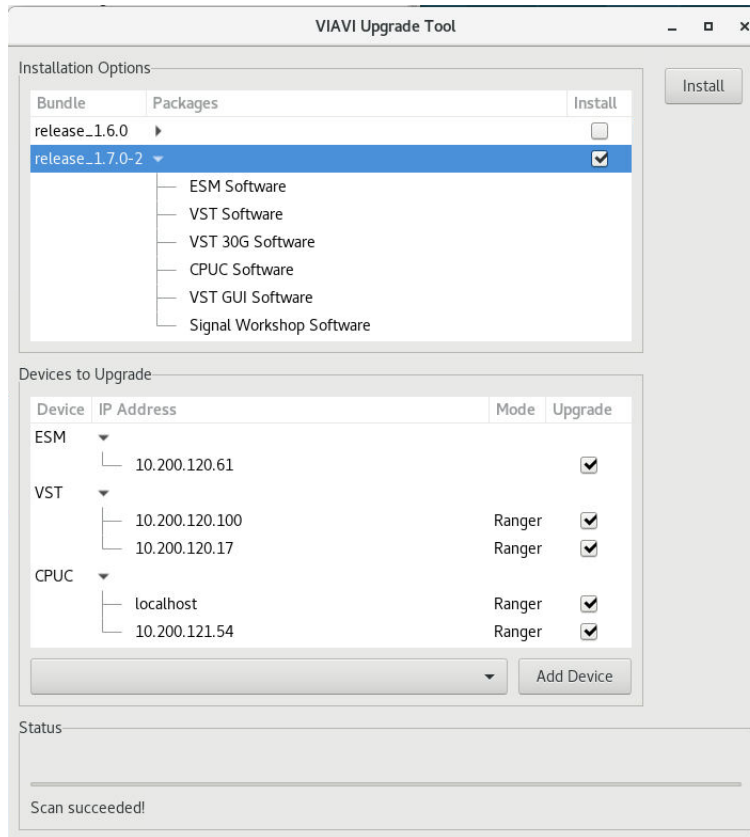 VIAVI Upgrade Tool
Installation Options
Install
Bundle Packages Install
release_1.6.0
release_1.7.0-2
ESM Software
VST Software
VST 30G Software
CPUC Software
VST GUI Software
Signal Workshop Software
Devices to Upgrade
Device IP Address Mode Upgrade
ESM
10.200.120.61
VST
10.200.120.100 Ranger
10.200.120.17 Ranger
CPUC
localhost Ranger
10.200.121.54 Ranger
Add Device
Status
Scan succeeded!